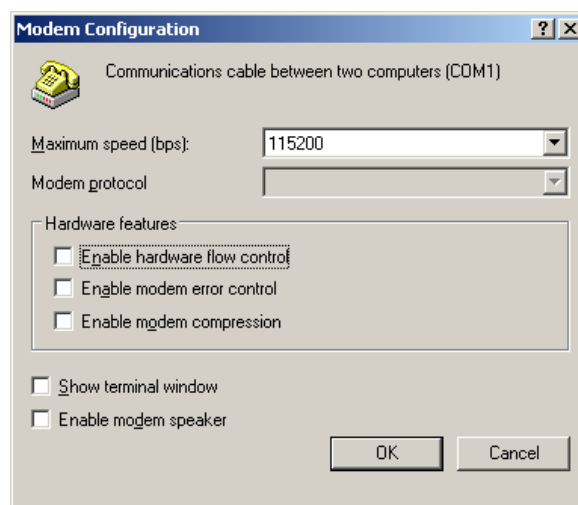 Modem Configuration
Communications cable between two computers (COM1)
Maximum speed (bps): 115200
Modem protocol
Hardware features
Enable hardware flow control
Enable modem error control
Enable modem compression
Show terminal window
Enable modem speaker
OK Cancel